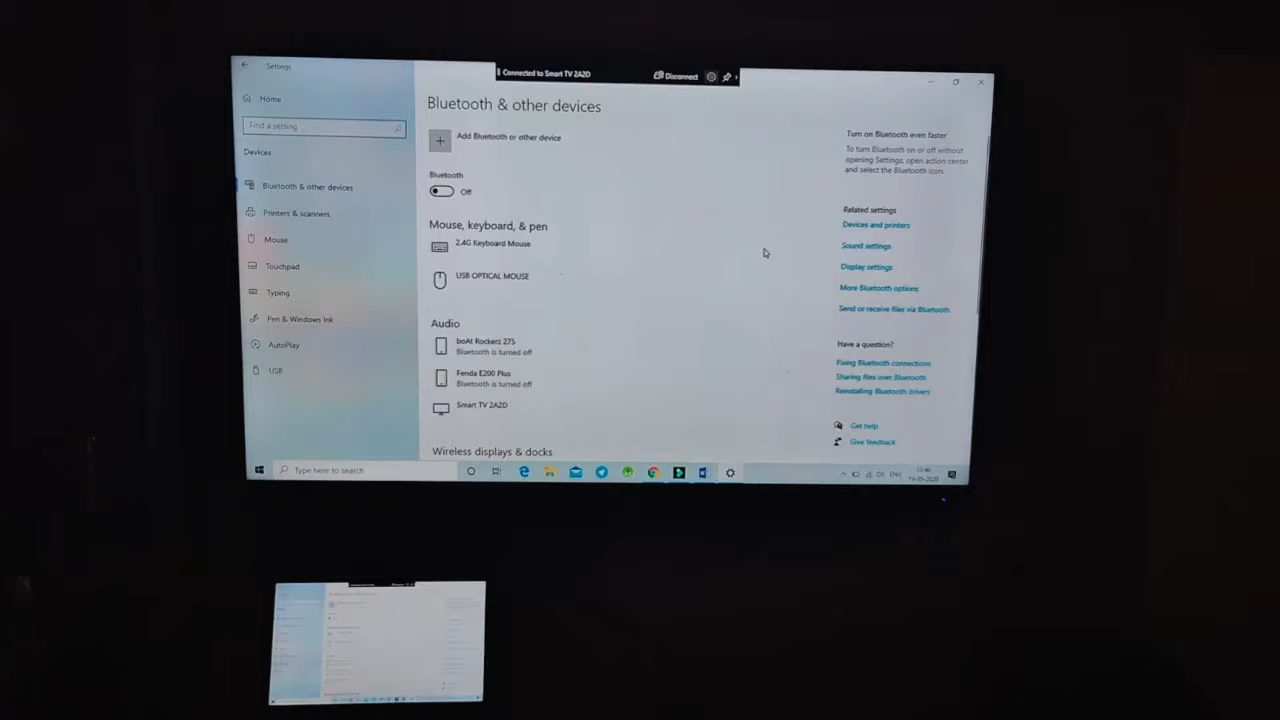 Settings
Connected to Smart TV 2A2D
Disconnect
Home
Find a setting
Devices
Bluetooth & other devices
Printers & scanners
Mouse
Touchpad
Typing
Pen & Windows Ink
AutoPlay
USB
Bluetooth & other devices
Add Bluetooth or other device
Bluetooth
Off
Mouse, keyboard, & pen
2.4G Keyboard Mouse
USB OPTICAL MOUSE
Audio
boAt Rockerz 275
Bluetooth is turned off
Fenda E200 Plus
Bluetooth is turned off
Smart TV 2A2D
Wireless displays & docks
Turn on Bluetooth even faster
To turn Bluetooth on or off without
opening Settings, open action center
and select the Bluetooth icon.
Related settings
Devices and printers
Sound settings
Display settings
More Bluetooth options
Send or receive files via Bluetooth
Have a question?
Fixing Bluetooth connections
Sharing files over Bluetooth
Reinstalling Bluetooth drivers
Get help
Give feedback
Type here to search
ENG